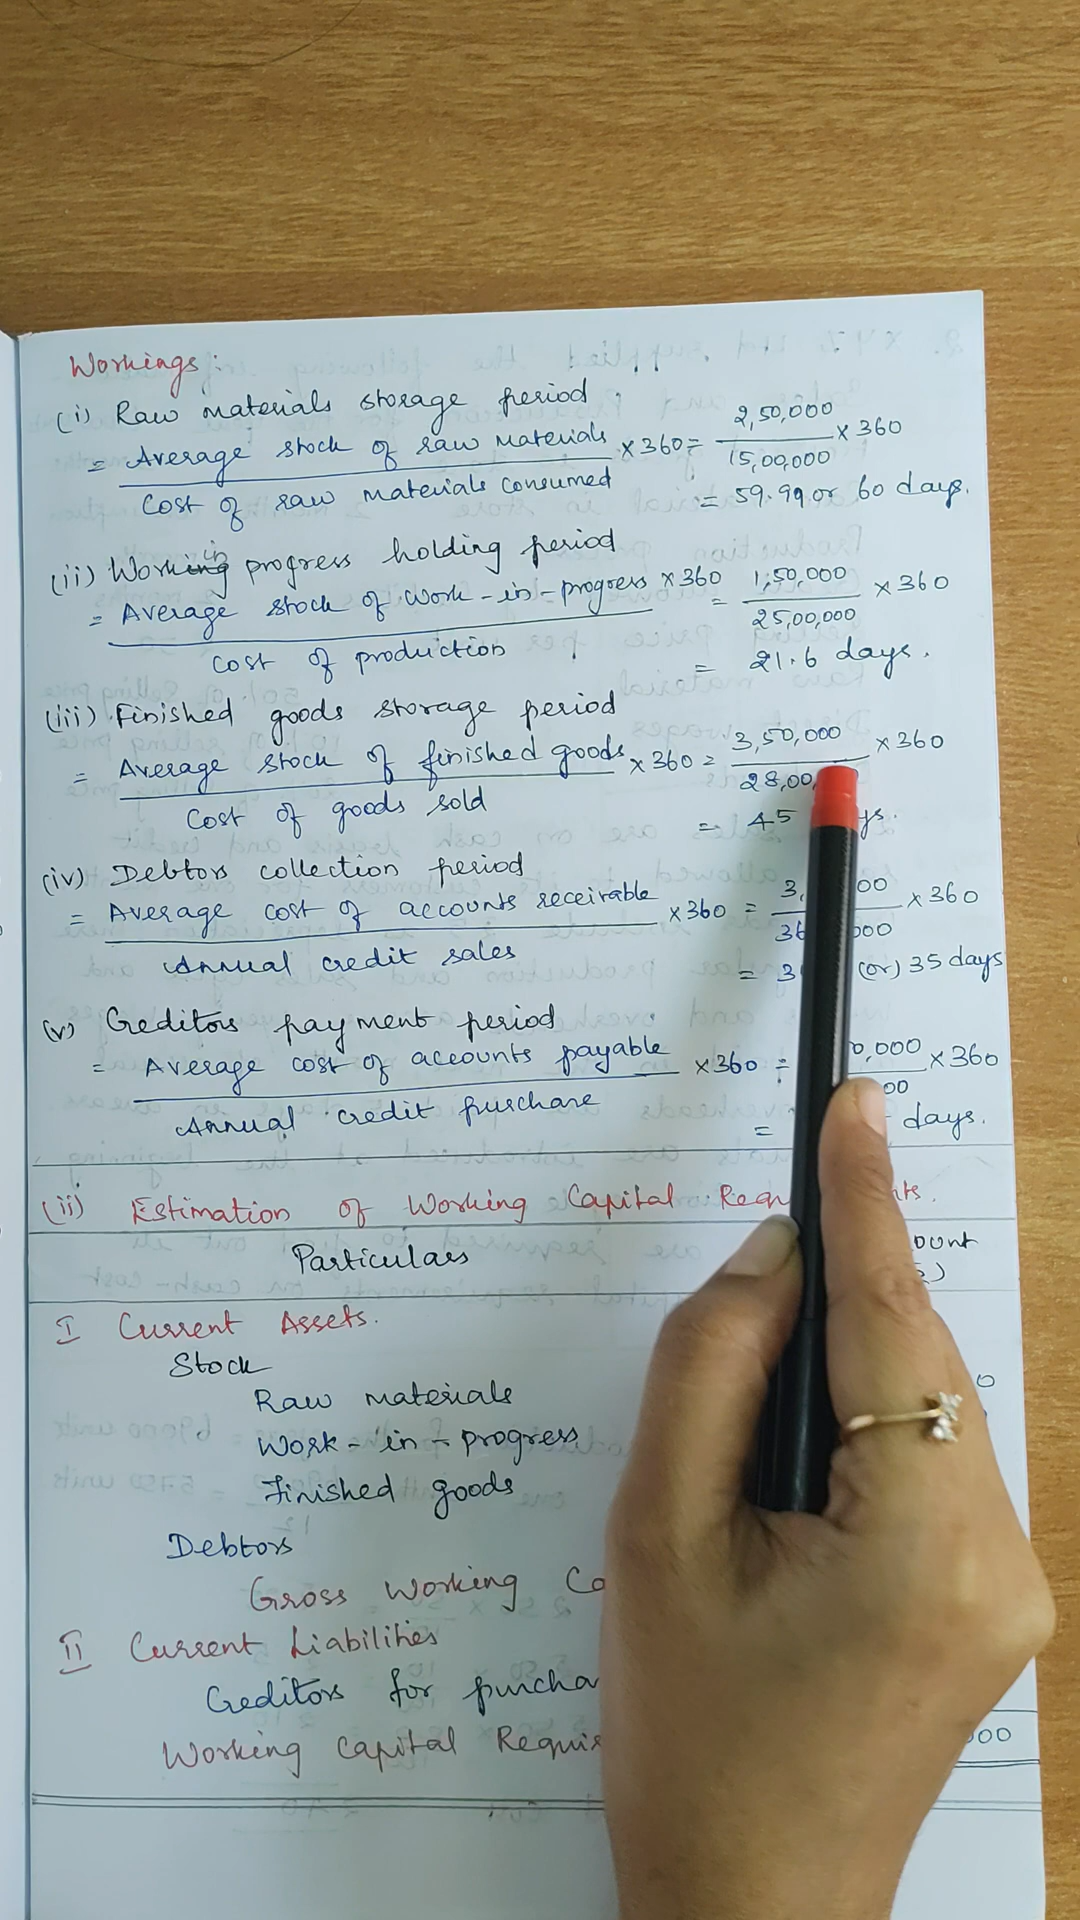 Workings:
(i) Raw materials storage period.
= Average stock of raw materials / Cost of raw materials consumed × 360 = 2,50,000 / 15,00,000 × 360
= 59.99 or 60 days.
(ii) Work in progress holding period
= Average stock of work-in-progress / Cost of production × 360 = 1,50,000 / 25,00,000 × 360
= 21.6 days.
(iii) Finished goods storage period
= Average stock of finished goods / Cost of goods sold × 360 = 3,50,000 / 28,00, × 360
= 45
(iv) Debtors collection period
= Average cost of accounts receivable / Annual credit sales × 360 = × 360
= (or) 35 days
(v) Creditors payment period
= Average cost of accounts payable / Annual credit purchase × 360 = × 360
= days.
(ii) Estimation of Working Capital
Particulars
I Current Assets.
Stock
Raw materials
Work-in-progress
Finished goods
Debtors
Gross Working
II Current Liabilities
Creditors for
Working Capital